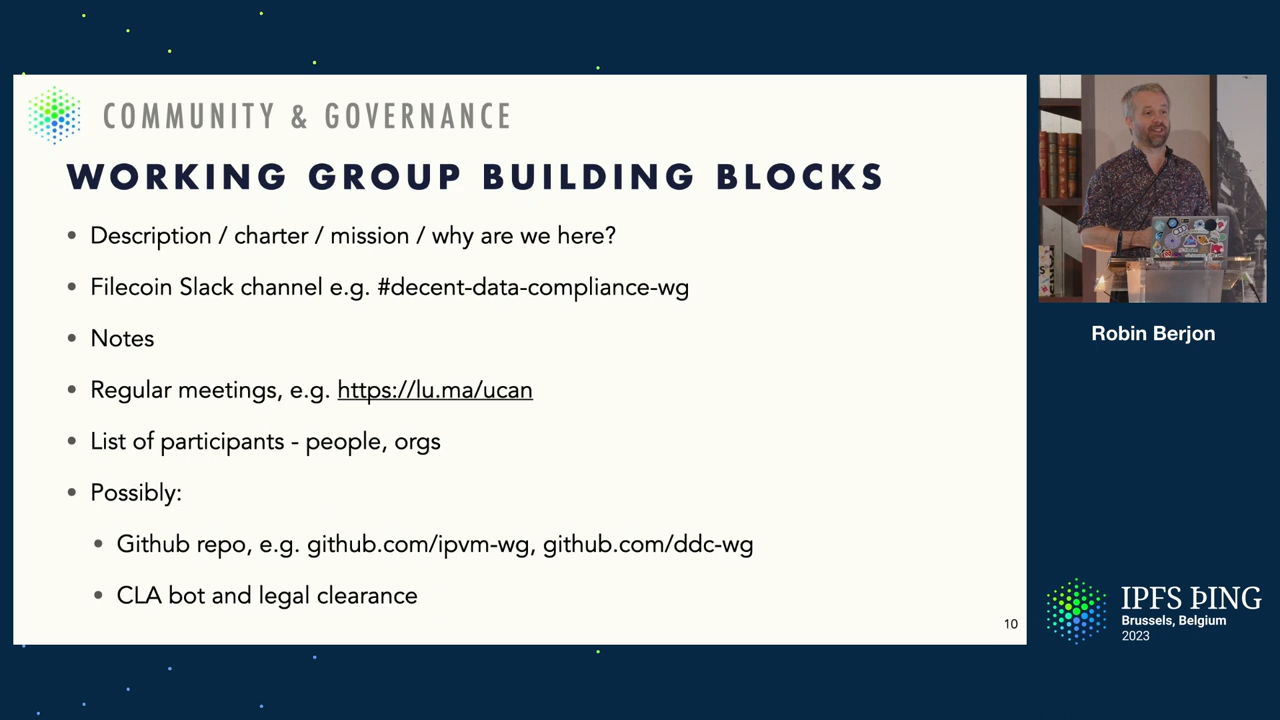 COMMUNITY & GOVERNANCE
WORKING GROUP BUILDING BLOCKS
• Description / charter / mission / why are we here?
• Filecoin Slack channel e.g. #decent-data-compliance-wg
• Notes
• Regular meetings, e.g. https://lu.ma/ucan
• List of participants - people, orgs
• Possibly:
• Github repo, e.g. github.com/ipvm-wg, github.com/ddc-wg
• CLA bot and legal clearance
10
Robin Berjon
IPFS ÞING
Brussels, Belgium
2023